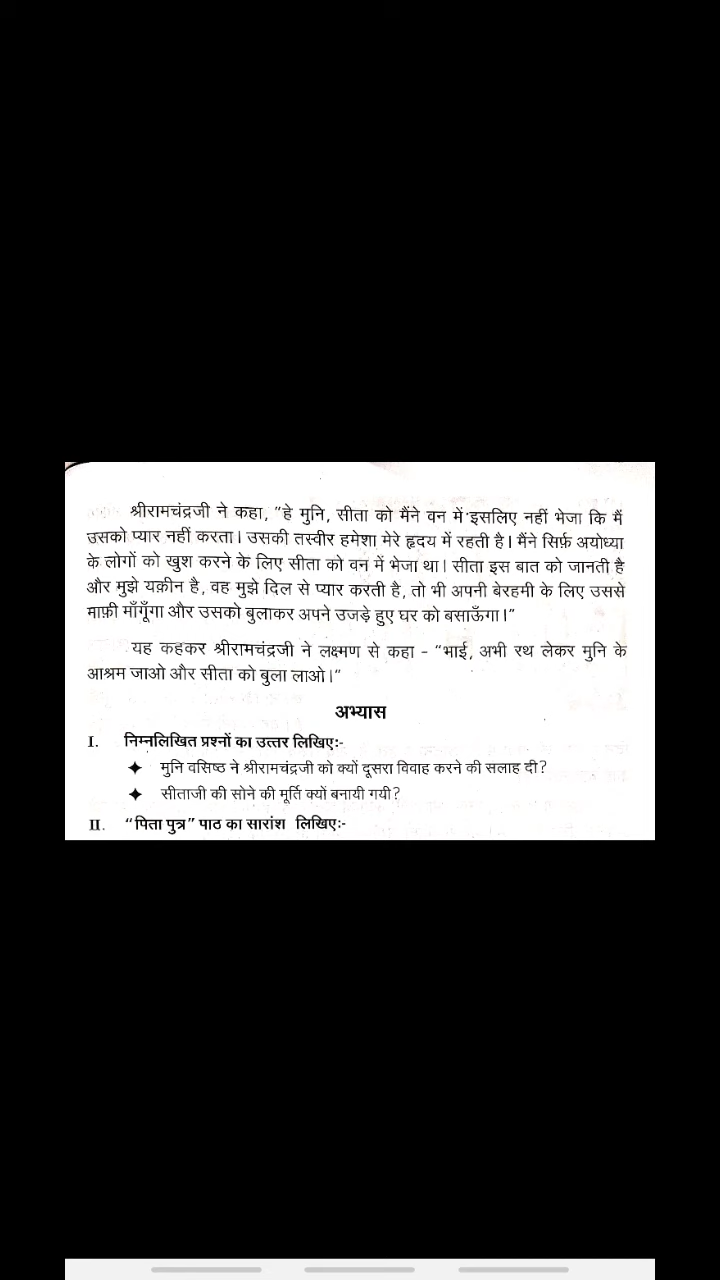 श्रीरामचंद्रजी ने कहा, "हे मुनि, सीता को मैंने वन में इसलिए नहीं भेजा कि मैं
उसको प्यार नहीं करता। उसकी तस्वीर हमेशा मेरे हृदय में रहती है। मैंने सिर्फ़ अयोध्या
के लोगों को खुश करने के लिए सीता को वन में भेजा था। सीता इस बात को जानती है
और मुझे यक़ीन है, वह मुझे दिल से प्यार करती है, तो भी अपनी बेरहमी के लिए उससे
माफ़ी माँगूँगा और उसको बुलाकर अपने उजड़े हुए घर को बसाऊँगा।"
यह कहकर श्रीरामचंद्रजी ने लक्ष्मण से कहा - "भाई, अभी रथ लेकर मुनि के
आश्रम जाओ और सीता को बुला लाओ।"
अभ्यास
I. निम्नलिखित प्रश्नों का उत्तर लिखिए:-
✦ मुनि वसिष्ठ ने श्रीरामचंद्रजी को क्यों दूसरा विवाह करने की सलाह दी?
✦ सीताजी की सोने की मूर्ति क्यों बनायी गयी?
II. "पिता पुत्र" पाठ का सारांश लिखिए:-